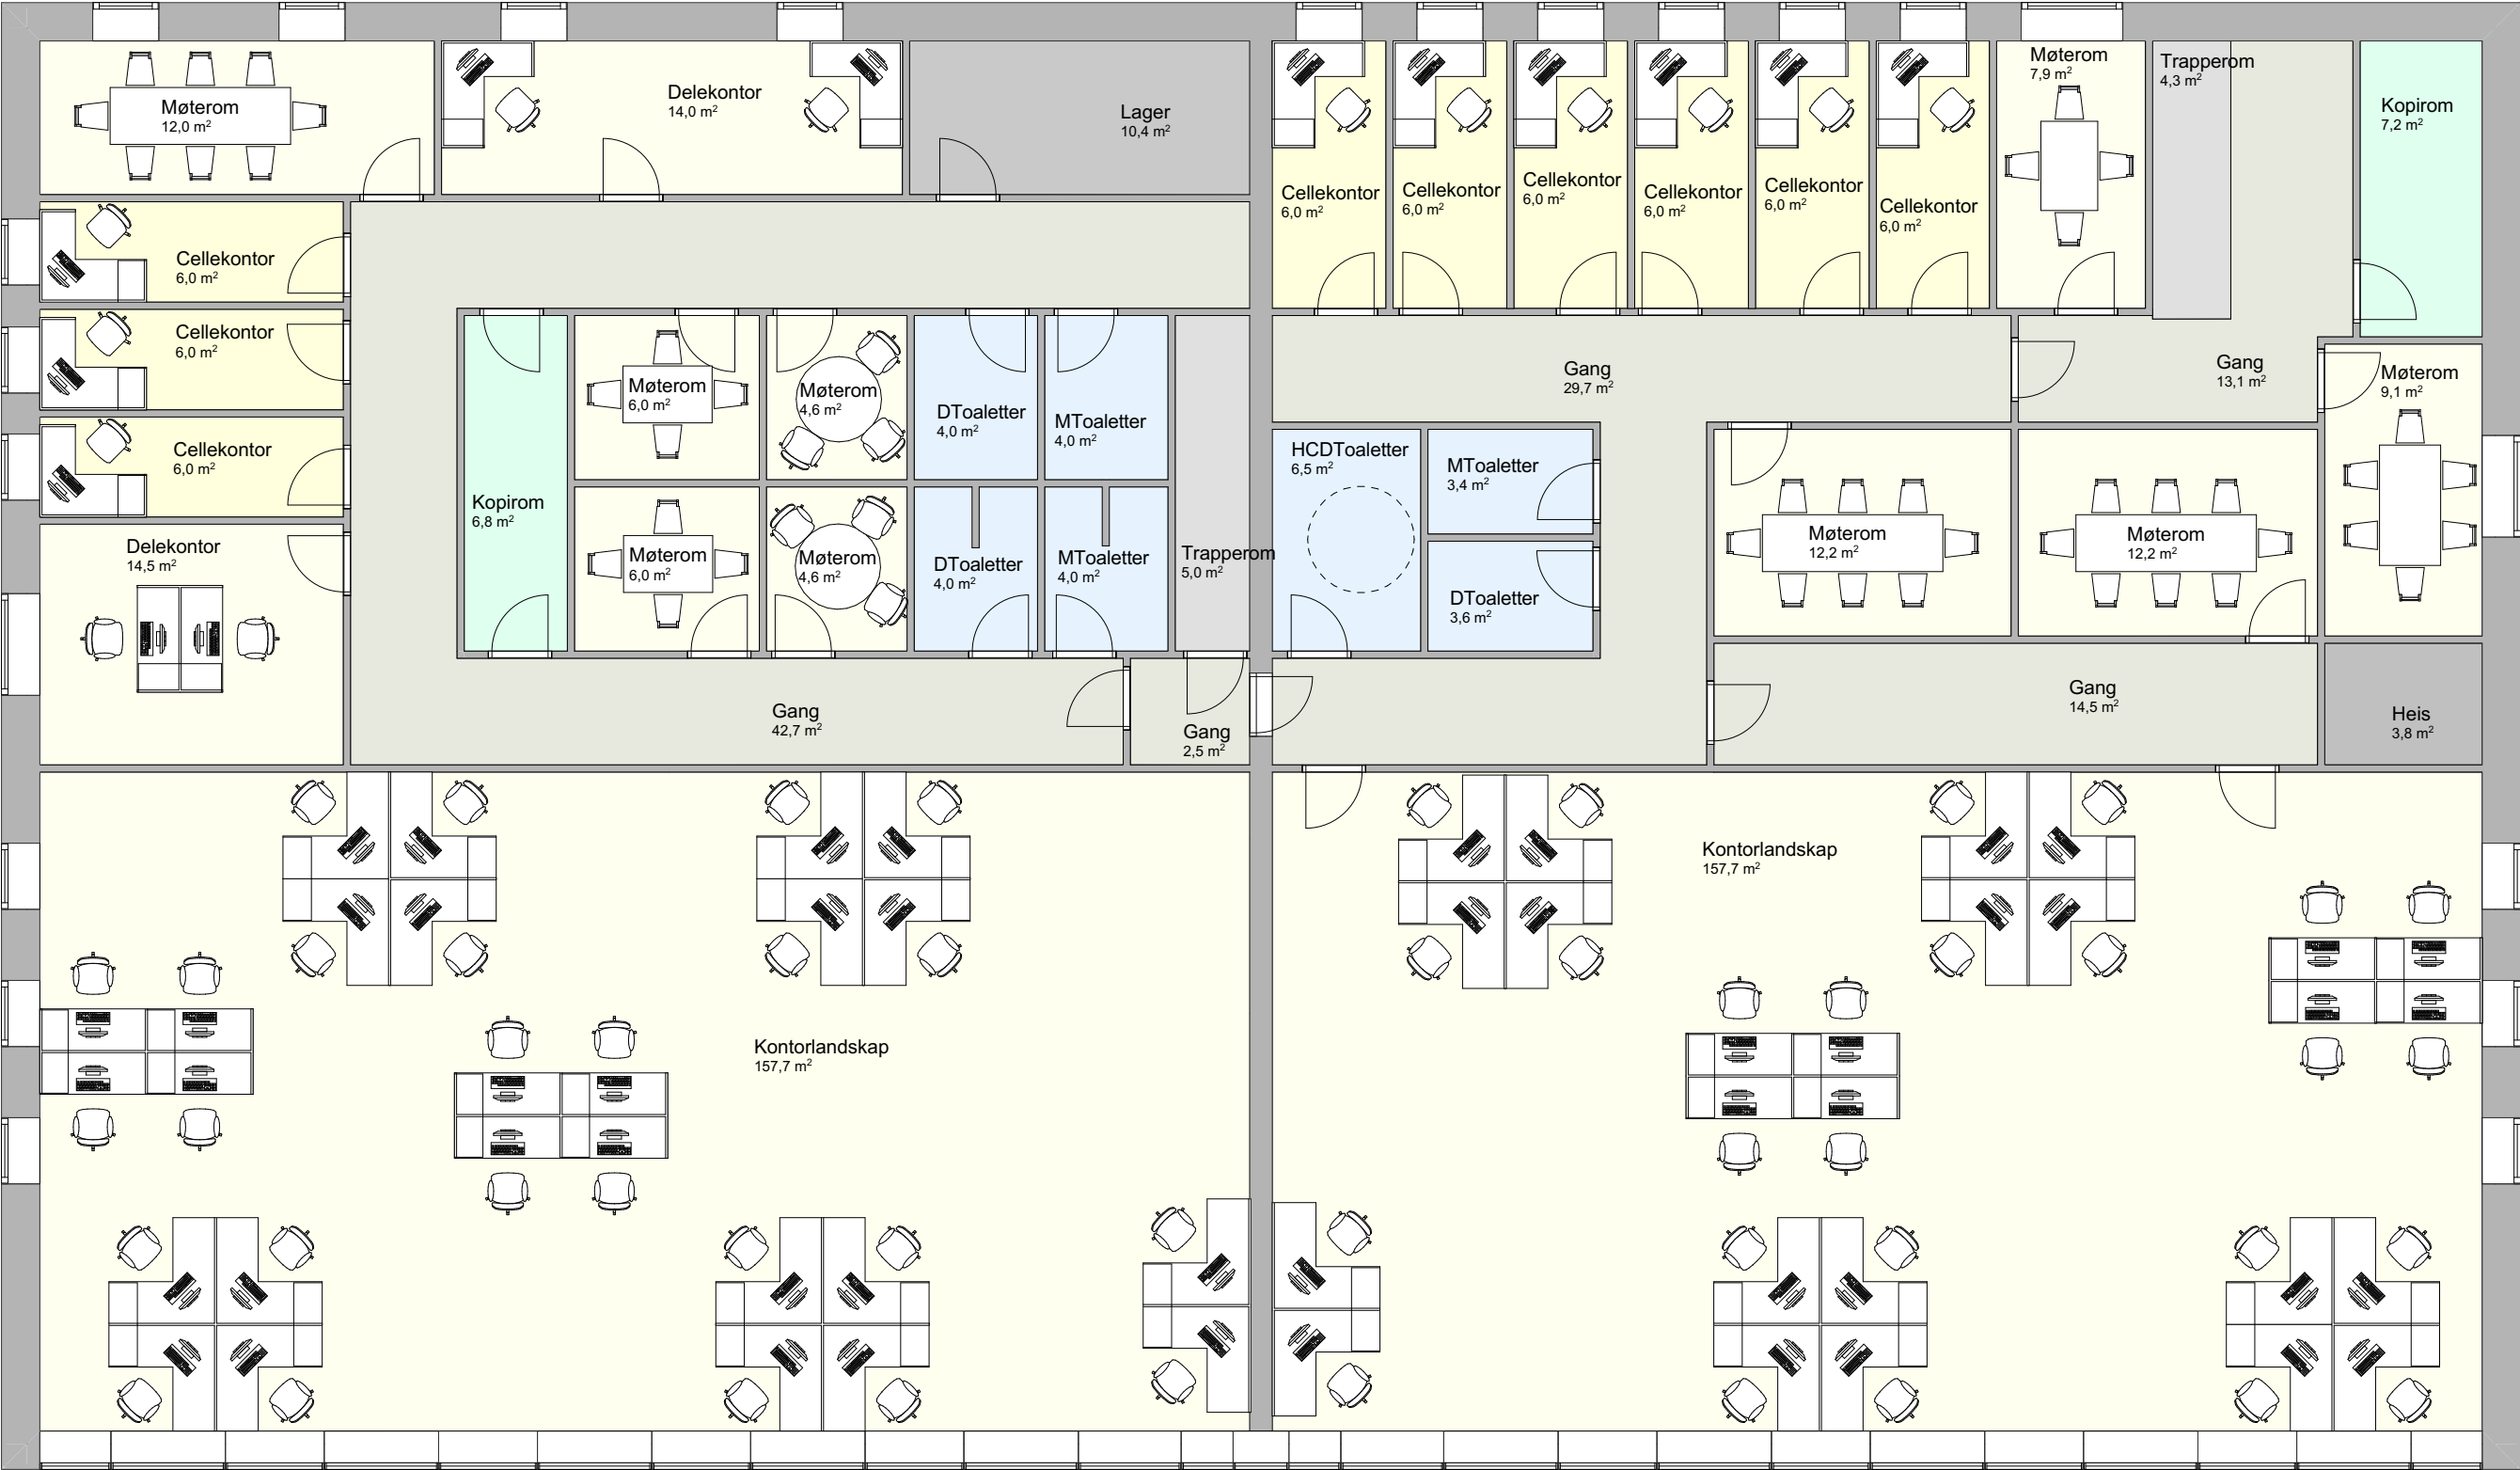 Møterom
12,0 m²
Delekontor
14,0 m²
Lager
10,4 m²
Cellekontor
6,0 m²
Cellekontor
6,0 m²
Cellekontor
6,0 m²
Cellekontor
6,0 m²
Cellekontor
6,0 m²
Cellekontor
6,0 m²
Møterom
7,9 m²
Trapperom
4,3 m²
Kopirom
7,2 m²
Cellekontor
6,0 m²
Cellekontor
6,0 m²
Cellekontor
6,0 m²
Delekontor
14,5 m²
Kopirom
6,8 m²
Møterom
6,0 m²
Møterom
4,6 m²
DToaletter
4,0 m²
MToaletter
4,0 m²
Møterom
6,0 m²
Møterom
4,6 m²
DToaletter
4,0 m²
MToaletter
4,0 m²
Trapperom
5,0 m²
Gang
29,7 m²
Gang
13,1 m²
Møterom
9,1 m²
HCDToaletter
6,5 m²
MToaletter
3,4 m²
DToaletter
3,6 m²
Møterom
12,2 m²
Møterom
12,2 m²
Gang
42,7 m²
Gang
2,5 m²
Gang
14,5 m²
Heis
3,8 m²
Kontorlandskap
157,7 m²
Kontorlandskap
157,7 m²